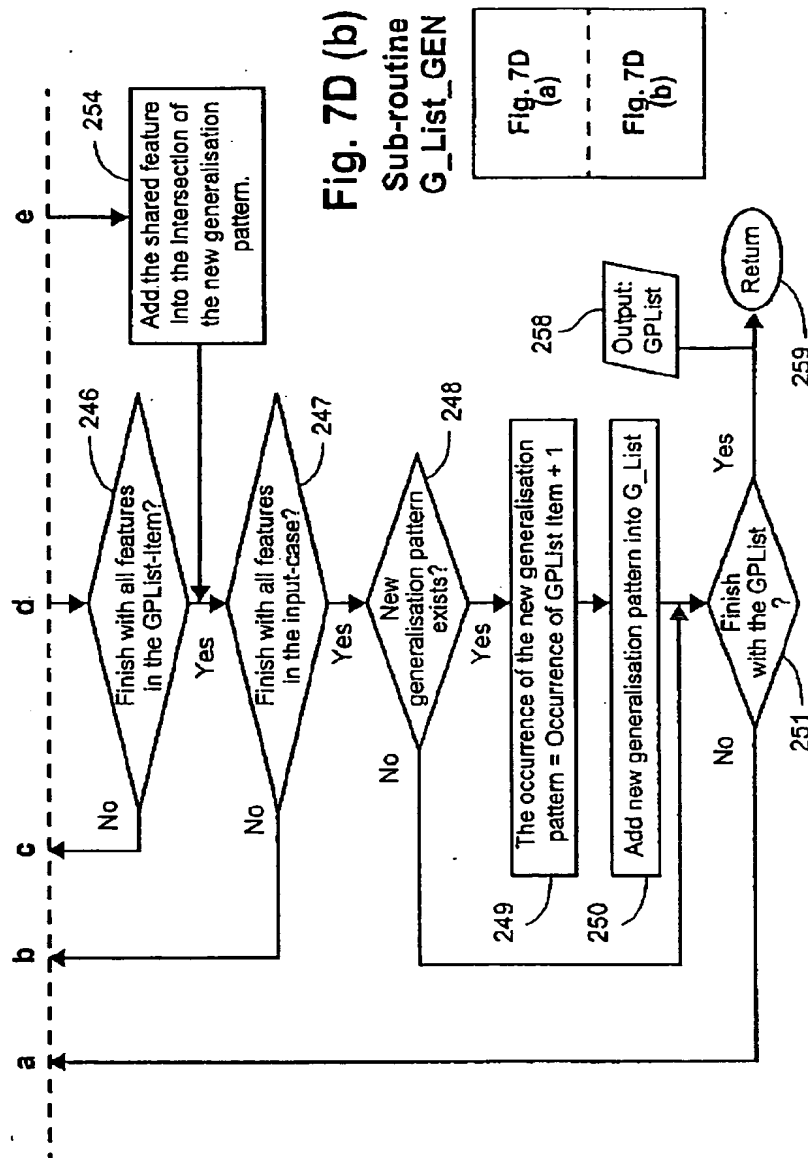 a
b
c
d
e
254
Add the shared feature
Into the Intersection of
the new generalisation
pattern.
246
Finish with all features
in the GPList-Item?
No
Yes
247
Finish with all features
in the input-case?
No
Yes
248
New
generalisation pattern
exists?
No
Yes
249
The occurrence of the new generalisation
pattern = Occurrence of GPList Item + 1
250
Add new generalisation pattern into G_List
251
Finish
with the GPList
?
No
Yes
258
Output:
GPList
Return
259
Fig. 7D (b)
Sub-routine
G_List_GEN
Fig. 7D
(a)
Fig. 7D
(b)